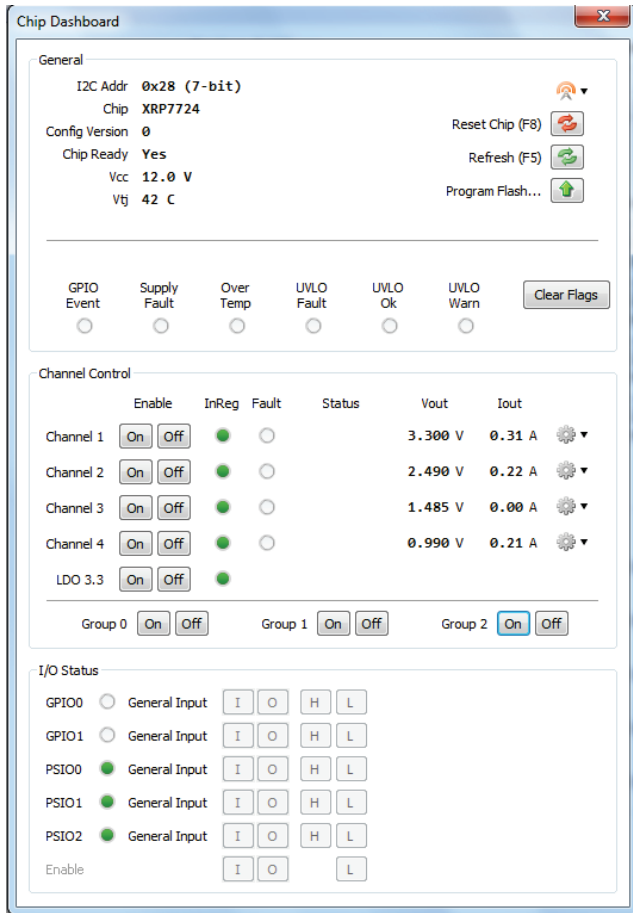 Chip Dashboard
General
I2C Addr 0x28 (7-bit)
Chip XRP7724
Config Version 0
Chip Ready Yes
Vcc 12.0 V
Vtj 42 C
Reset Chip (F8)
Refresh (F5)
Program Flash...
GPIO Event Supply Fault Over Temp UVLO Fault UVLO Ok UVLO Warn Clear Flags
Channel Control
Enable InReg Fault Status Vout Iout
Channel 1 On Off 3.300 V 0.31 A
Channel 2 On Off 2.490 V 0.22 A
Channel 3 On Off 1.485 V 0.00 A
Channel 4 On Off 0.990 V 0.21 A
LDO 3.3 On Off
Group 0 On Off Group 1 On Off Group 2 On Off
I/O Status
GPIO0 General Input I O H L
GPIO1 General Input I O H L
PSIO0 General Input I O H L
PSIO1 General Input I O H L
PSIO2 General Input I O H L
Enable I O L